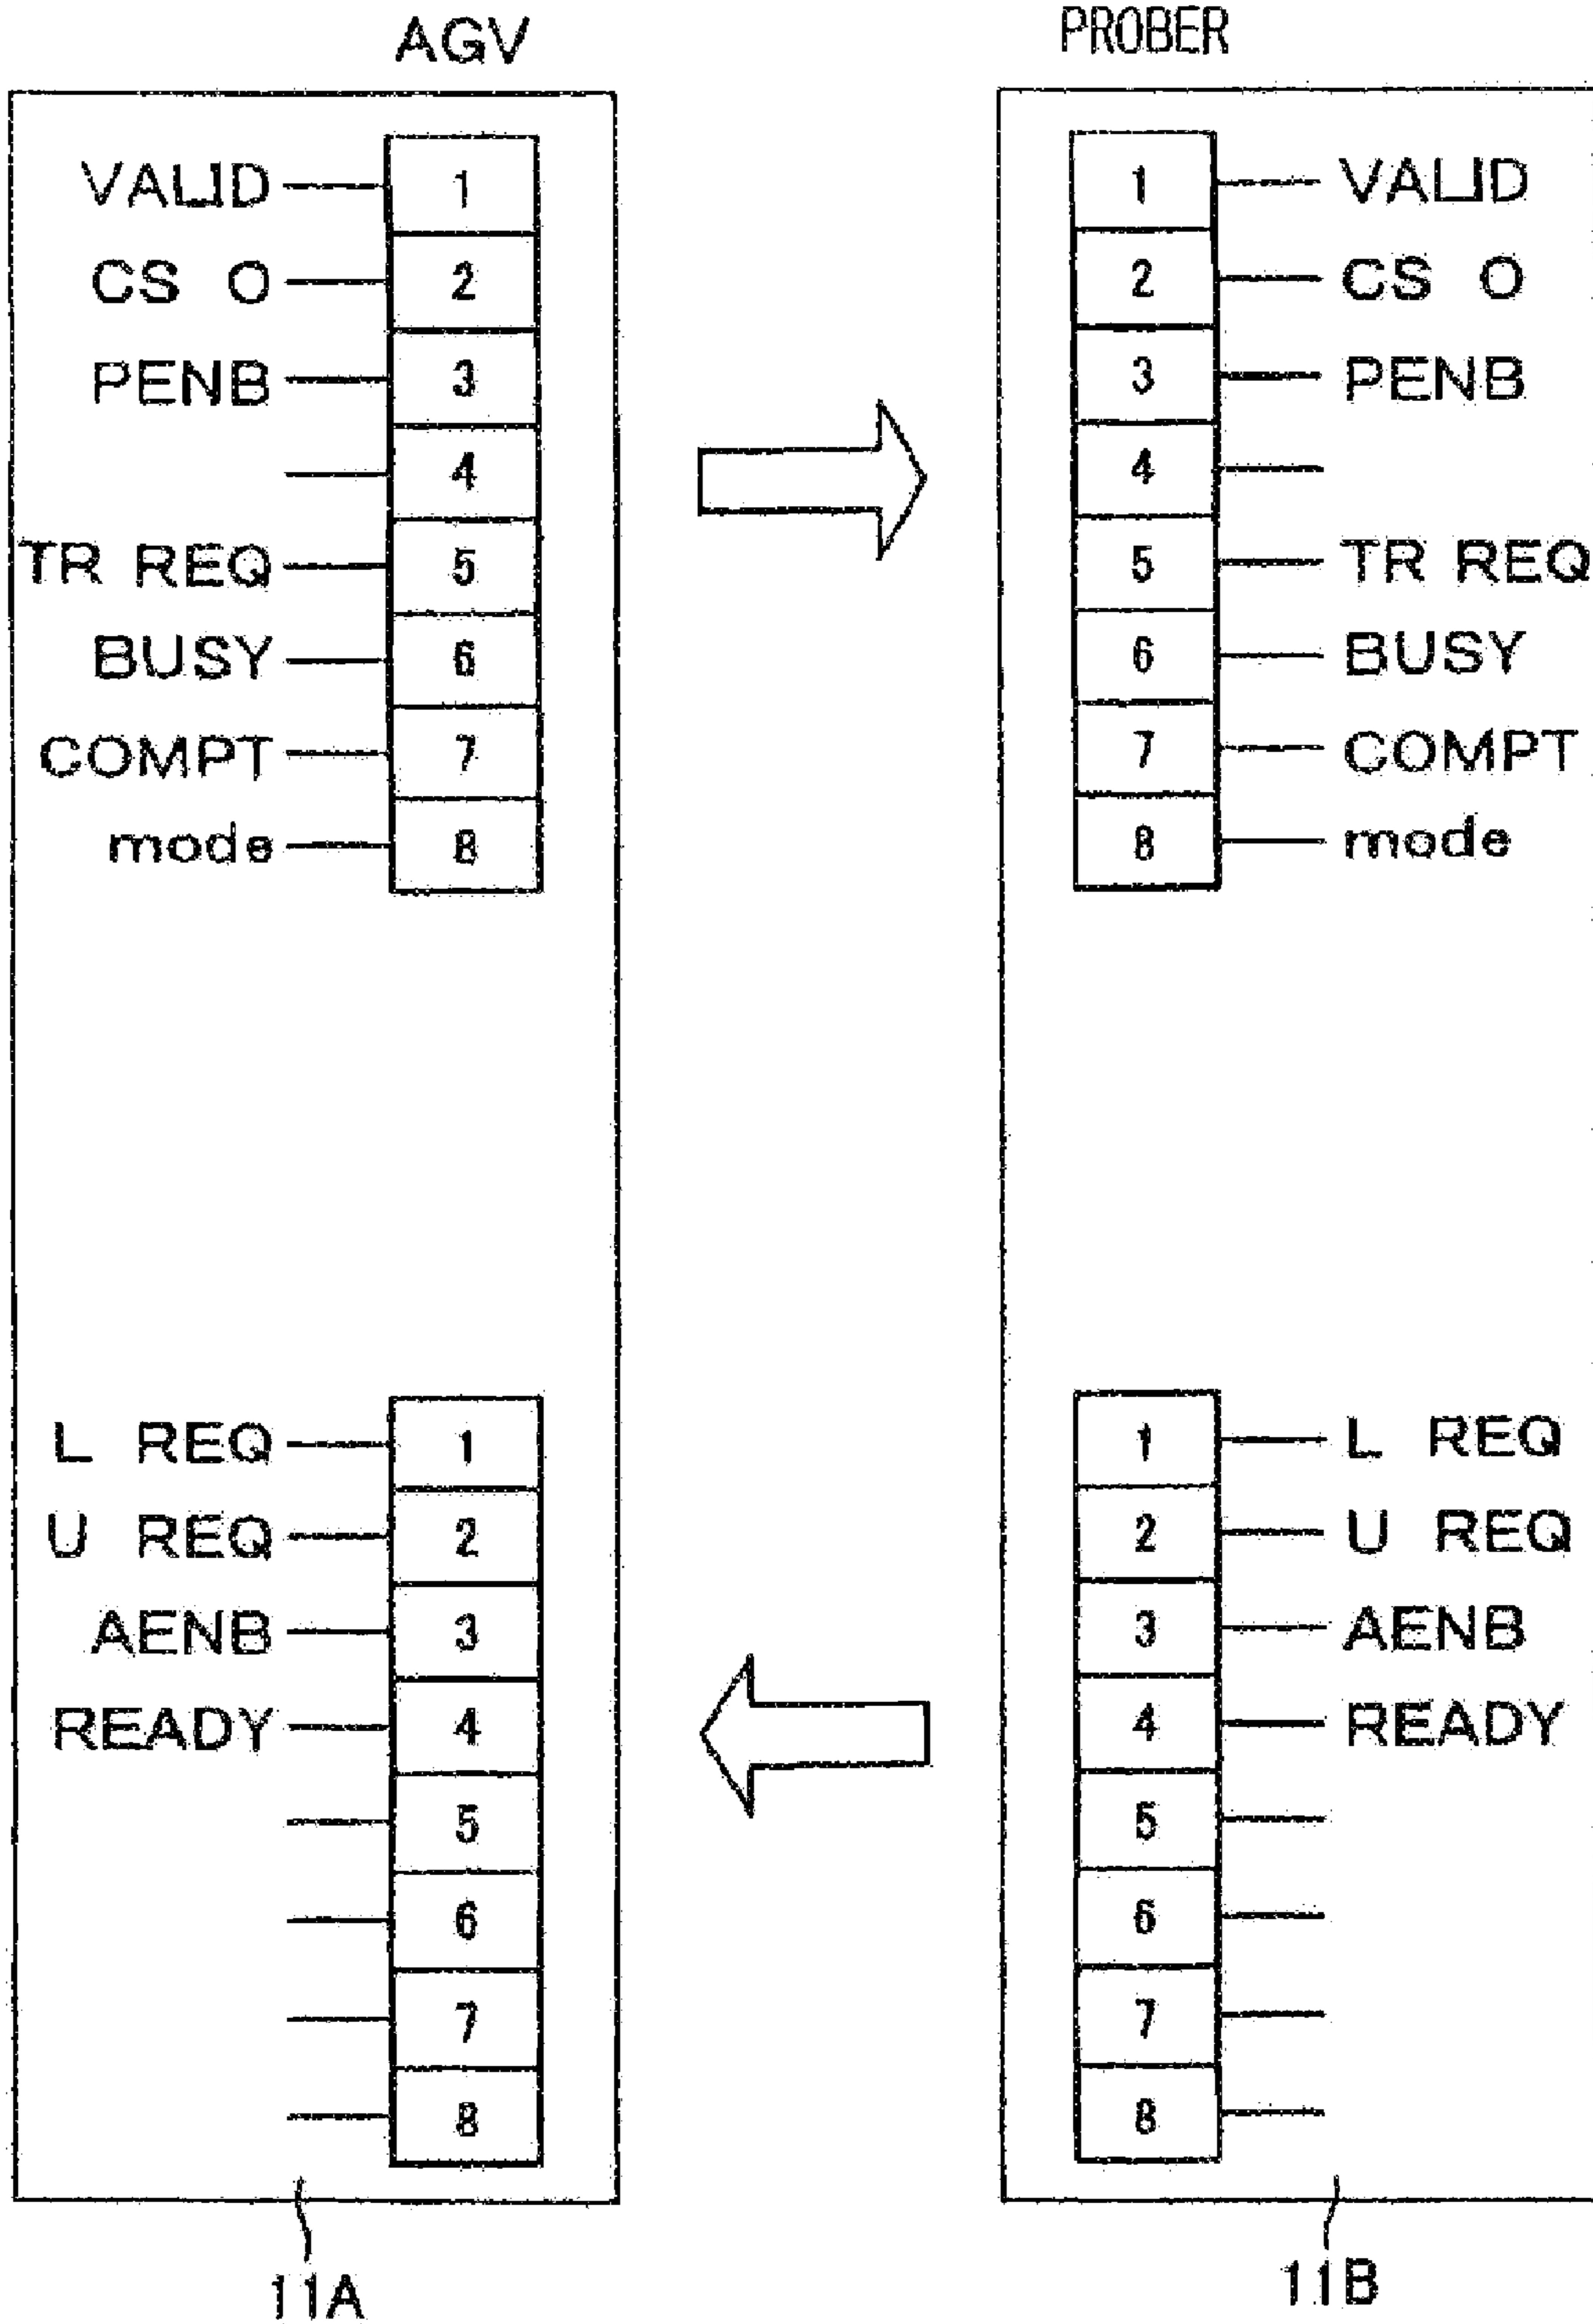 AGV PROBER
VALID 1 1 VALID
CS O 2 2 CS O
PENB 3 3 PENB
4 4
TR REQ 5 5 TR REQ
BUSY 6 6 BUSY
COMPT 7 7 COMPT
mode 8 8 mode
L REQ 1 1 L REQ
U REQ 2 2 U REQ
AENB 3 3 AENB
READY 4 4 READY
5 5
6 6
7 7
8 8
11A 11B